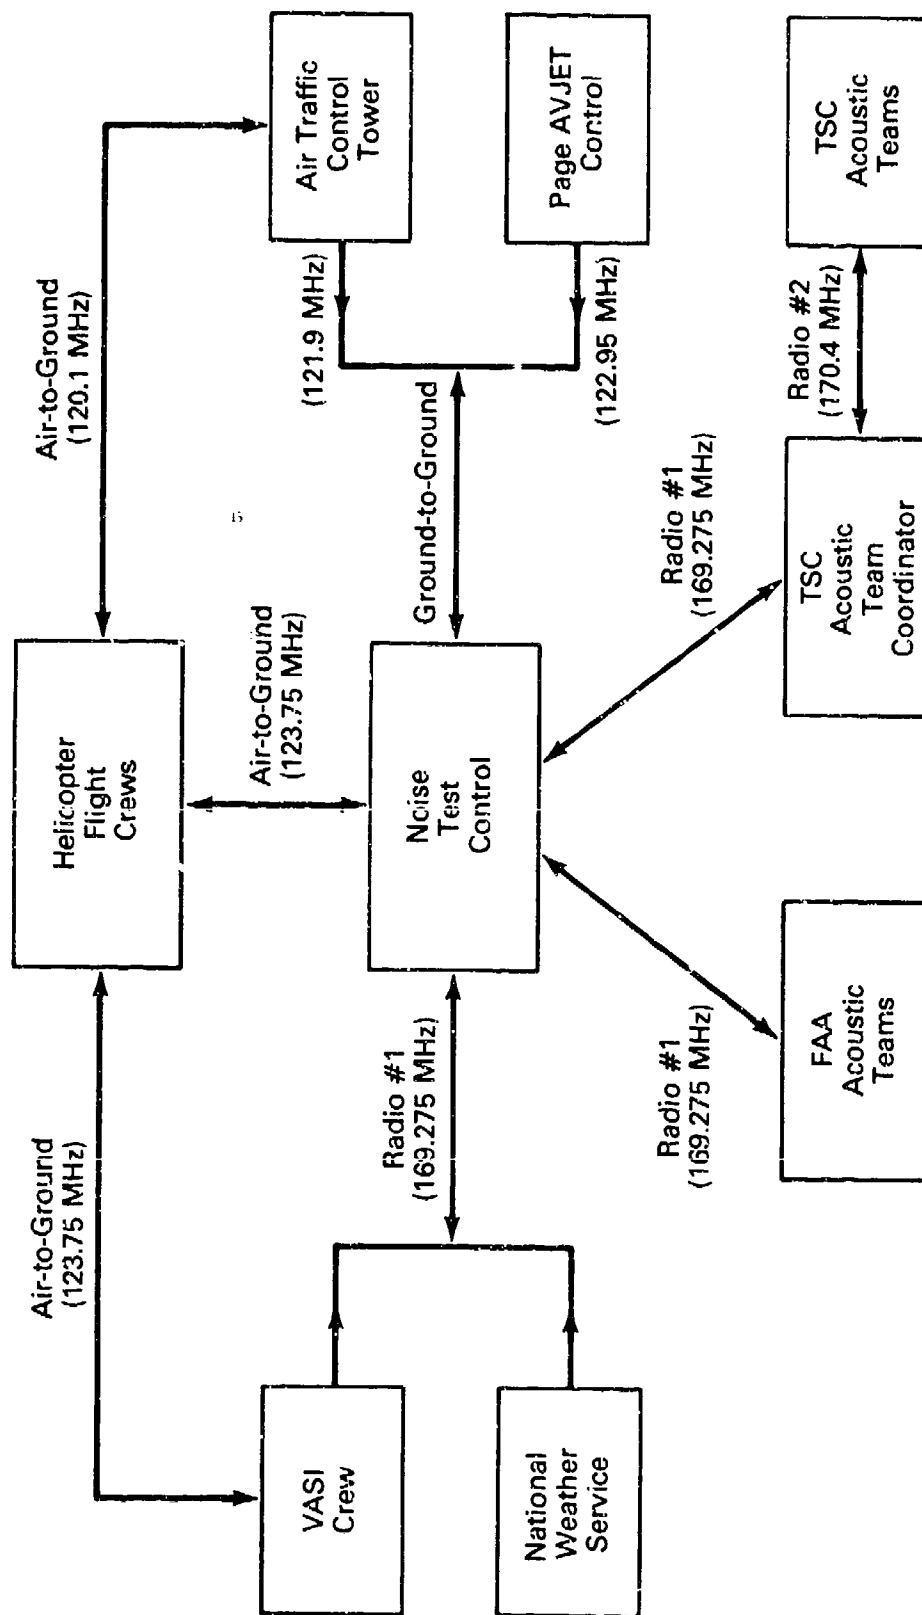 Helicopter
Flight
Crews
Air-to-Ground
(123.75 MHz)
Air-to-Ground
(120.1 MHz)
Air-to-Ground
(123.75 MHz)
VASI
Crew
National
Weather
Service
Radio #1
(169.275 MHz)
Noise
Test
Control
Ground-to-Ground
(121.9 MHz)
(122.95 MHz)
Air Traffic
Control
Tower
Page AVJET
Control
Radio #1
(169.275 MHz)
Radio #1
(169.275 MHz)
FAA
Acoustic
Teams
TSC
Acoustic
Team
Coordinator
Radio #2
(170.4 MHz)
TSC
Acoustic
Teams